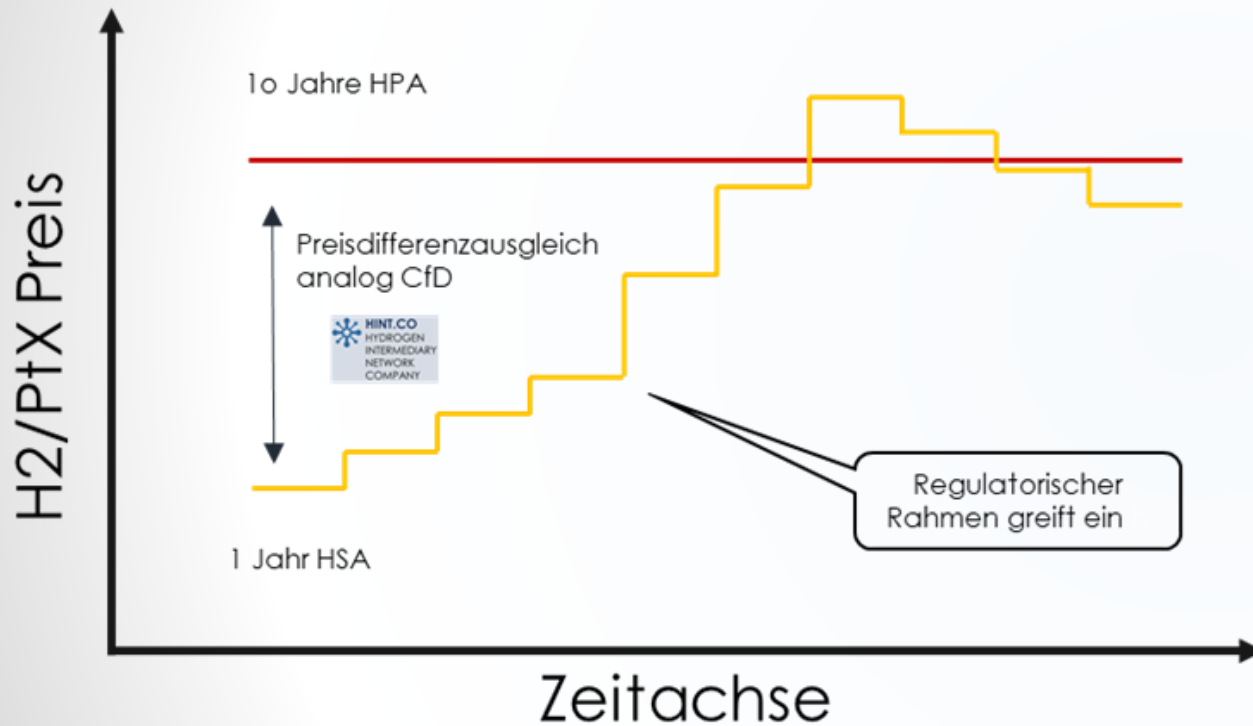 1o Jahre HPA
H2/PtX Preis
Preisdifferenzausgleich
analog CfD
HINT.CO
HYDROGEN
INTERMEDIARY
NETWORK
COMPANY
Regulatorischer
Rahmen greift ein
1 Jahr HSA
Zeitachse